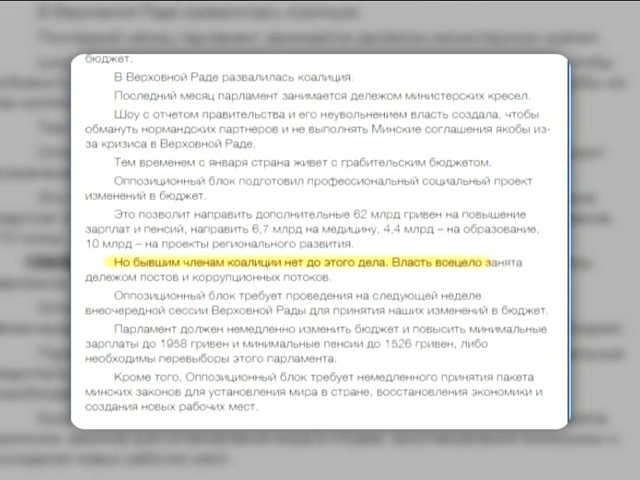 бюджет.
В Верховной Раде развалилась коалиция.
Последний месяц парламент занимается дележом министерских кресел.
Шоу с отчетом правительства и его неувольнением власть создала, чтобы
обмануть нормандских партнеров и не выполнять Минские соглашения якобы из-
за кризиса в Верховной Раде.
Тем временем с января страна живет с грабительским бюджетом.
Оппозиционный блок подготовил профессиональный социальный проект
изменений в бюджет.
Это позволит направить дополнительные 62 млрд гривен на повышение
зарплат и пенсий, направить 6,7 млрд на медицину, 4,4 млрд – на образование,
10 млрд – на проекты регионального развития.
Но бывшим членам коалиции нет до этого дела. Власть всецело занята
дележом постов и коррупционных потоков.
Оппозиционный блок требует проведения на следующей неделе
внеочередной сессии Верховной Рады для принятия наших изменений в бюджет.
Парламент должен немедленно изменить бюджет и повысить минимальные
зарплаты до 1958 гривен и минимальные пенсии до 1526 гривен, либо
необходимы перевыборы этого парламента.
Кроме того, Оппозиционный блок требует немедленного принятия пакета
минских законов для установления мира в стране, восстановления экономики и
создания новых рабочих мест.